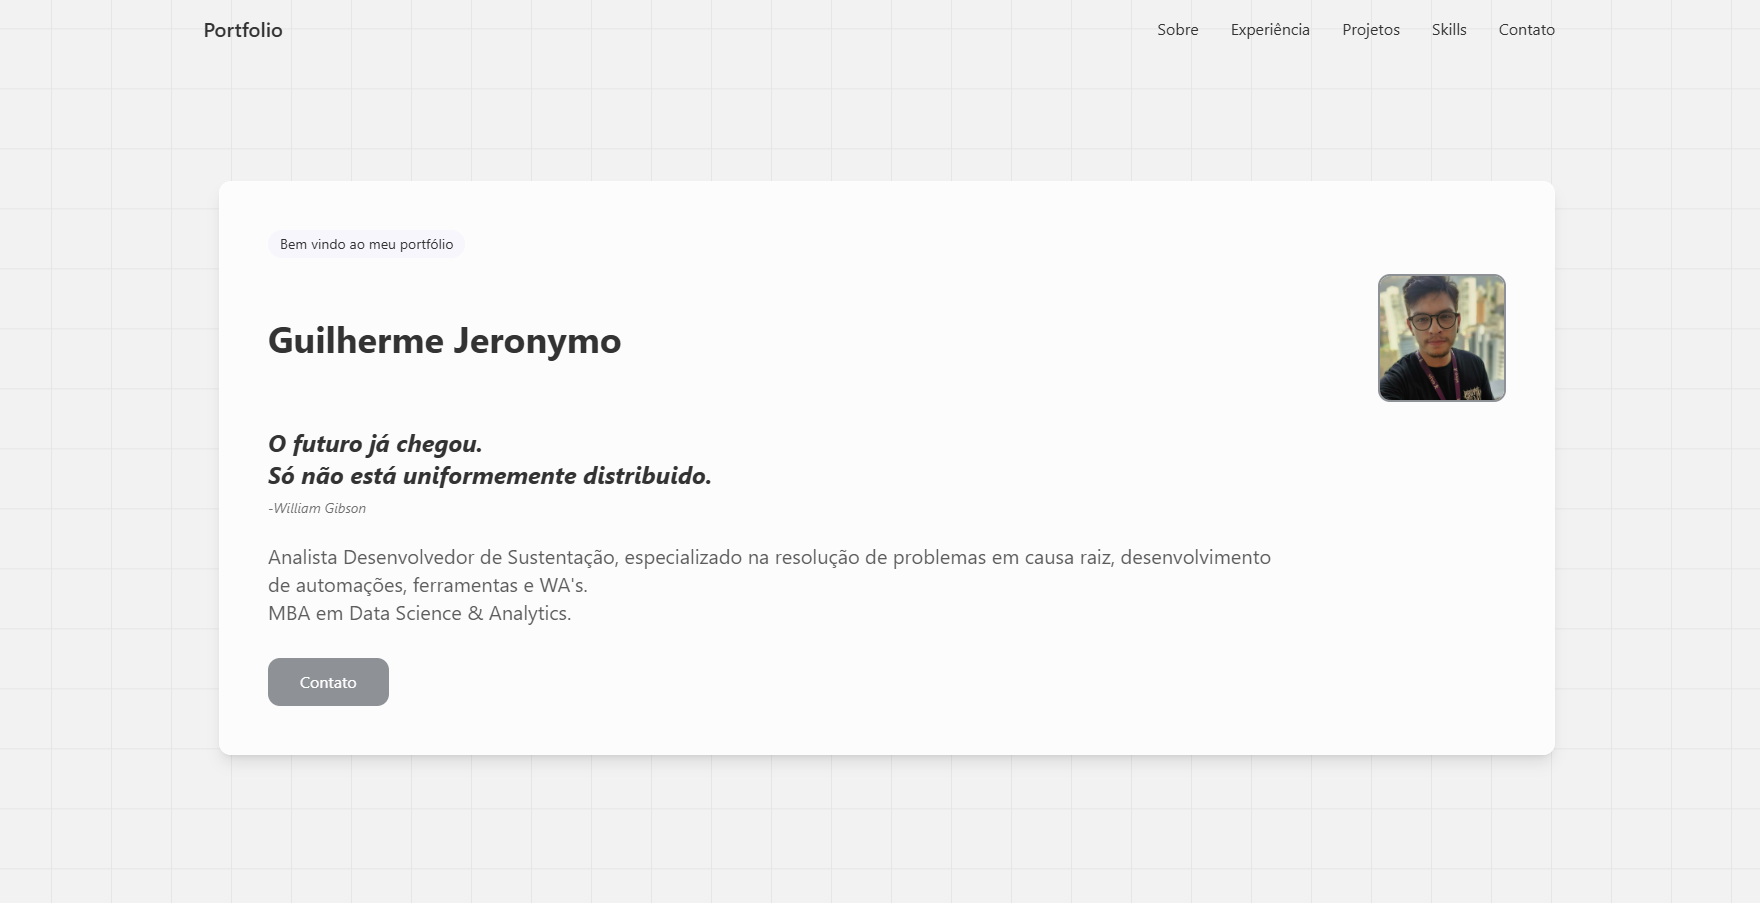 Portfolio
Sobre
Experiência
Projetos
Skills
Contato
Bem vindo ao meu portfólio
Guilherme Jeronymo
O futuro já chegou.
Só não está uniformemente distribuido.
-William Gibson
Analista Desenvolvedor de Sustentação, especializado na resolução de problemas em causa raiz, desenvolvimento
de automações, ferramentas e WA's.
MBA em Data Science & Analytics.
Contato